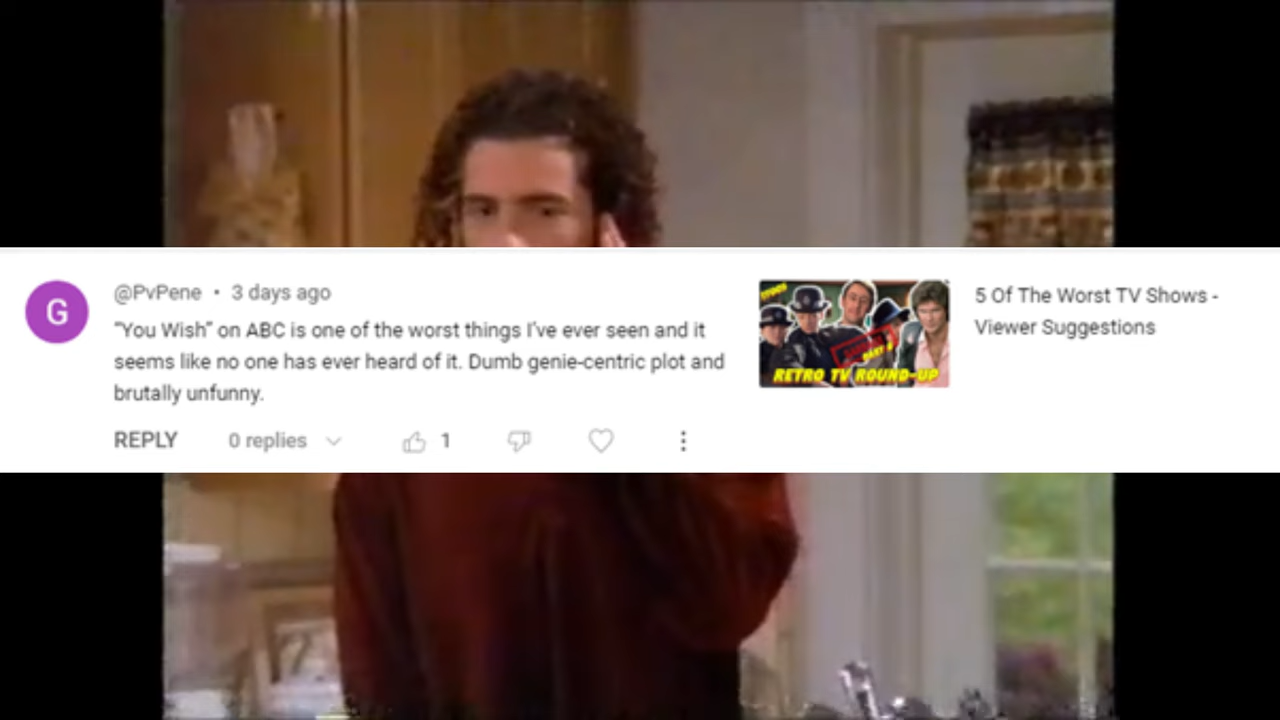 G
@PvPene • 3 days ago
"You Wish" on ABC is one of the worst things I've ever seen and it
seems like no one has ever heard of it. Dumb genie-centric plot and
brutally unfunny.
REPLY 0 replies 1
5 Of The Worst TV Shows -
Viewer Suggestions
RETRO TV ROUND-UP